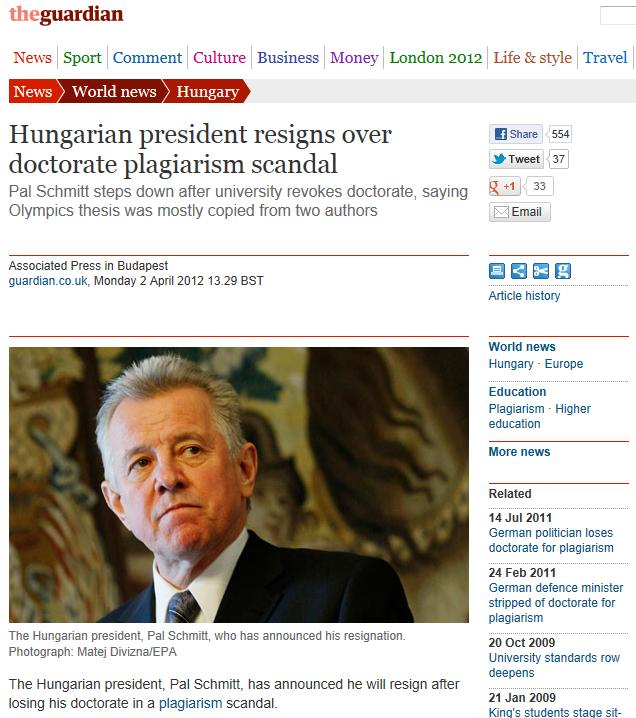 theguardian
News Sport Comment Culture Business Money London 2012 Life & style Travel
News World news Hungary
Hungarian president resigns over
doctorate plagiarism scandal
Pal Schmitt steps down after university revokes doctorate, saying
Olympics thesis was mostly copied from two authors
Share 554
Tweet 37
+1 33
Email
Associated Press in Budapest
guardian.co.uk, Monday 2 April 2012 13.29 BST
Article history
The Hungarian president, Pal Schmitt, who has announced his resignation.
Photograph: Matej Divizna/EPA
The Hungarian president, Pal Schmitt, has announced he will resign after
losing his doctorate in a plagiarism scandal.
World news
Hungary · Europe
Education
Plagiarism · Higher
education
More news
Related
14 Jul 2011
German politician loses
doctorate for plagiarism
24 Feb 2011
German defence minister
stripped of doctorate for
plagiarism
20 Oct 2009
University standards row
deepens
21 Jan 2009
King's students stage sit-